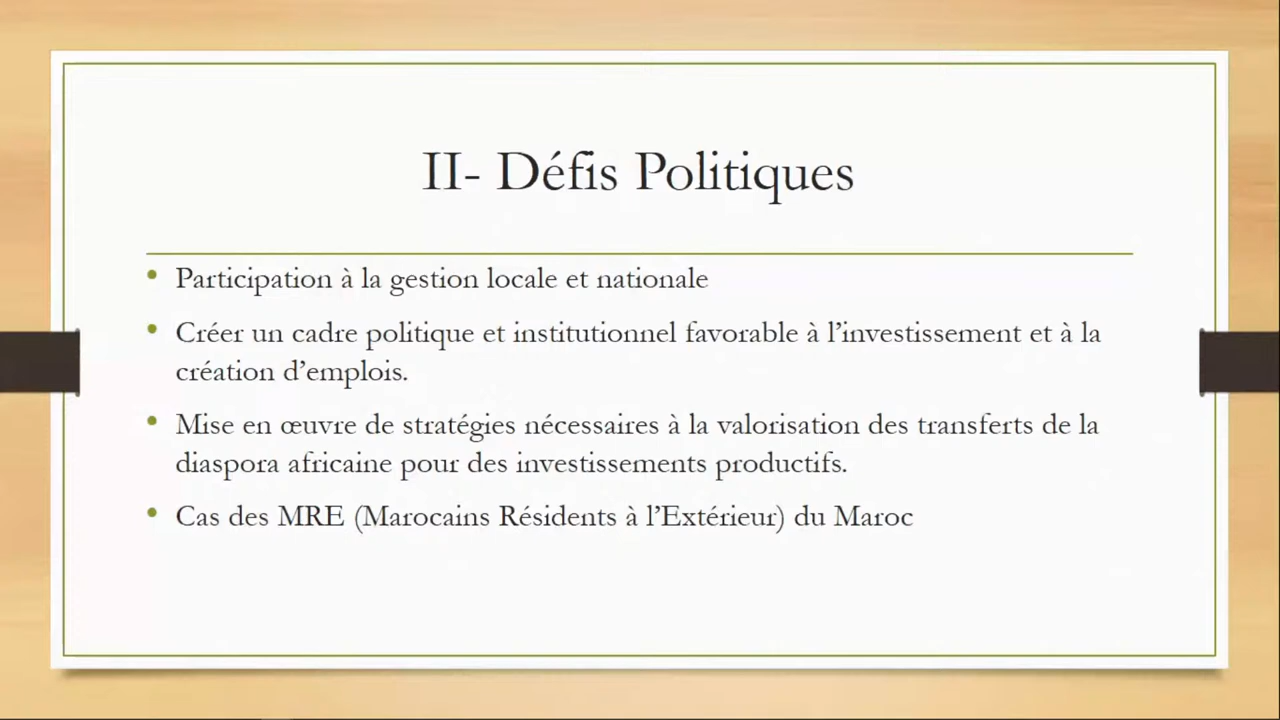 II- Défis Politiques
• Participation à la gestion locale et nationale
• Créer un cadre politique et institutionnel favorable à l’investissement et à la
création d’emplois.
• Mise en œuvre de stratégies nécessaires à la valorisation des transferts de la
diaspora africaine pour des investissements productifs.
• Cas des MRE (Marocains Résidents à l’Extérieur) du Maroc